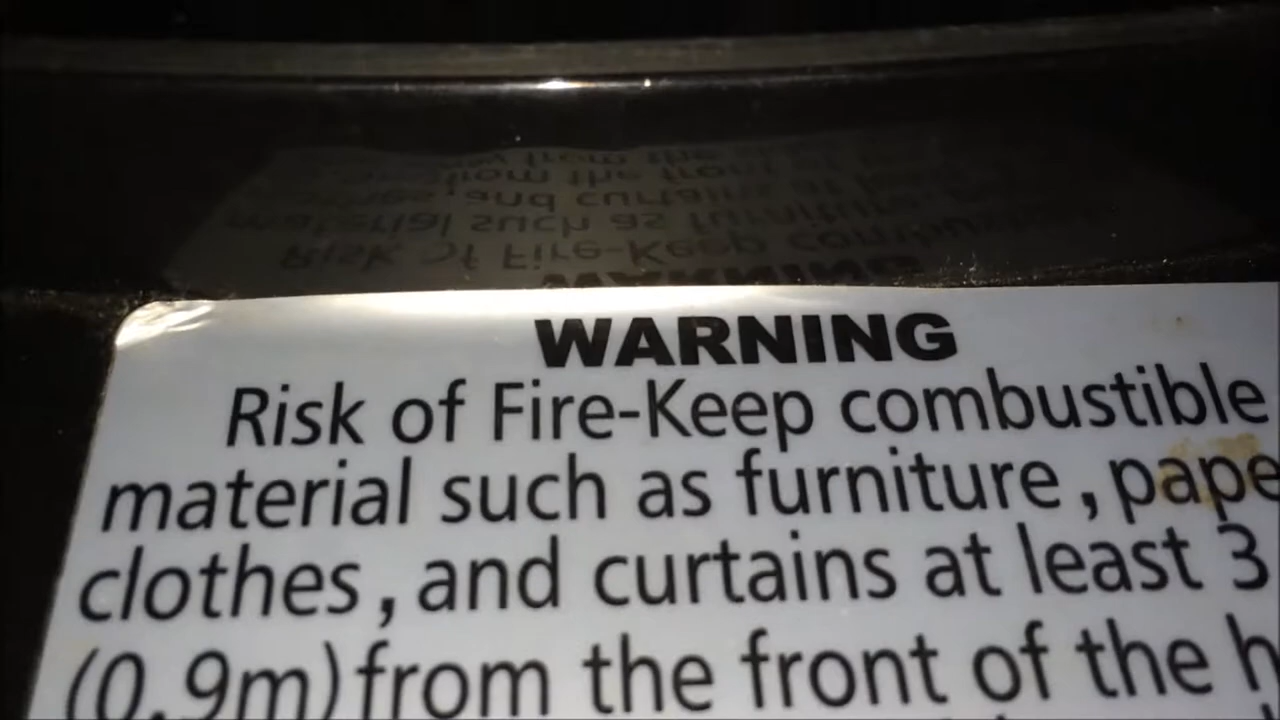 WARNING
Risk of Fire-Keep combustible
material such as furniture , pape
clothes , and curtains at least 3
(0.9m) from the front of the h